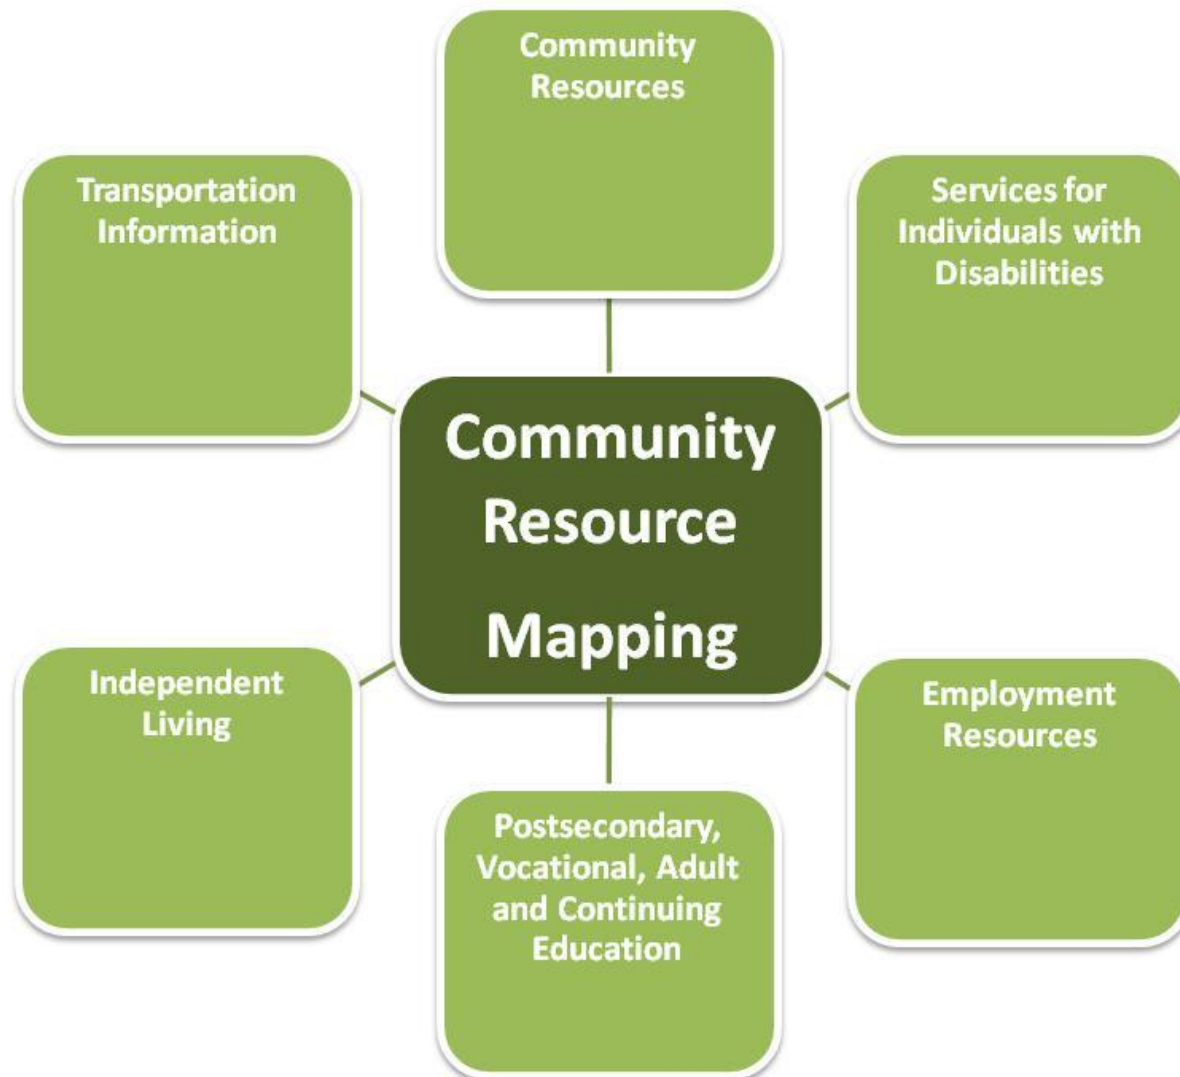 Community
Resources
Transportation
Information
Services for
Individuals with
Disabilities
Community
Resource
Mapping
Independent
Living
Employment
Resources
Postsecondary,
Vocational, Adult
and Continuing
Education